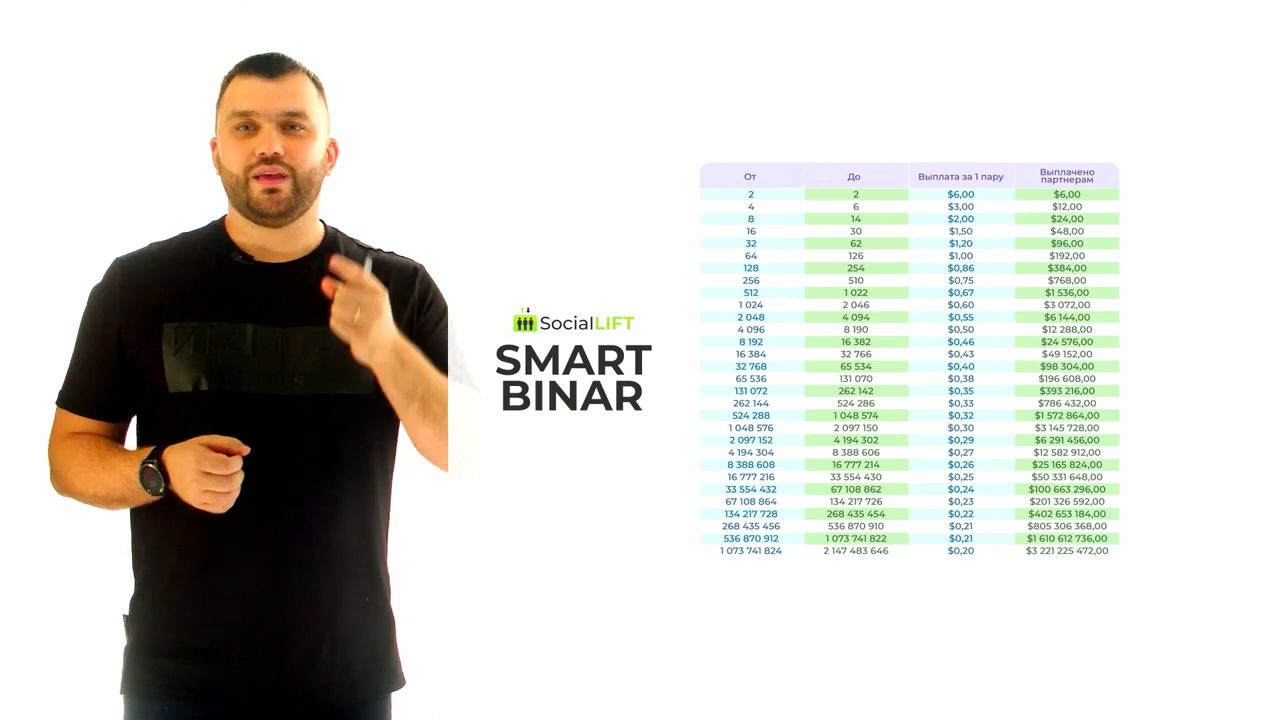 SocialLIFT
SMART
BINAR
От До Выплата за 1 пару Выплачено партнерам
2 2 $6,00 $6,00
4 6 $3,00 $12,00
8 14 $2,00 $24,00
16 30 $1,50 $48,00
32 62 $1,20 $96,00
64 126 $1,00 $192,00
128 254 $0,86 $384,00
256 510 $0,75 $768,00
512 1 022 $0,67 $1 536,00
1 024 2 046 $0,60 $3 072,00
2 048 4 094 $0,55 $6 144,00
4 096 8 190 $0,50 $12 288,00
8 192 16 382 $0,46 $24 576,00
16 384 32 766 $0,43 $49 152,00
32 768 65 534 $0,40 $98 304,00
65 536 131 070 $0,38 $196 608,00
131 072 262 142 $0,35 $393 216,00
262 144 524 286 $0,33 $786 432,00
524 288 1 048 574 $0,32 $1 572 864,00
1 048 576 2 097 150 $0,30 $3 145 728,00
2 097 152 4 194 302 $0,29 $6 291 456,00
4 194 304 8 388 606 $0,27 $12 582 912,00
8 388 608 16 777 214 $0,26 $25 165 824,00
16 777 216 33 554 430 $0,25 $50 331 648,00
33 554 432 67 108 862 $0,24 $100 663 296,00
67 108 864 134 217 726 $0,23 $201 326 592,00
134 217 728 268 435 454 $0,22 $402 653 184,00
268 435 456 536 870 910 $0,21 $805 306 368,00
536 870 912 1 073 741 822 $0,21 $1 610 612 736,00
1 073 741 824 2 147 483 646 $0,20 $3 221 225 472,00